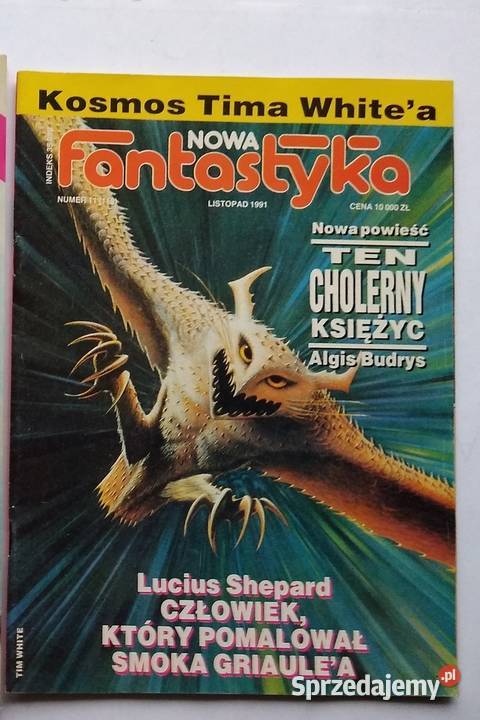 Kosmos Tima White'a
NOWA
fantastyka
LISTOPAD 1991
CENA 10 000 ZŁ
INDEKS
NUMER 11
Nowa powieść
TEN
CHOLERNY
KSIĘŻYC
Algis Budrys
Lucius Shepard
CZŁOWIEK,
KTÓRY POMALOWAŁ
SMOKA GRIAULE'A
TIM WHITE
Sprzedajemy.pl